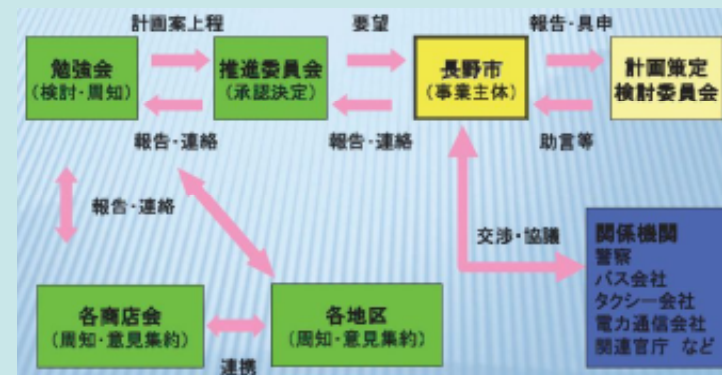 計画案上程
要望
報告・具申
勉強会
(検討・周知)
推進委員会
(承認決定)
長野市
(事業主体)
計画策定
検討委員会
報告・連絡
報告・連絡
助言等
報告・連絡
交渉・協議
関係機関
警察
バス会社
タクシー会社
電力通信会社
関連官庁 など
各商店会
(周知・意見集約)
各地区
(周知・意見集約)
連携